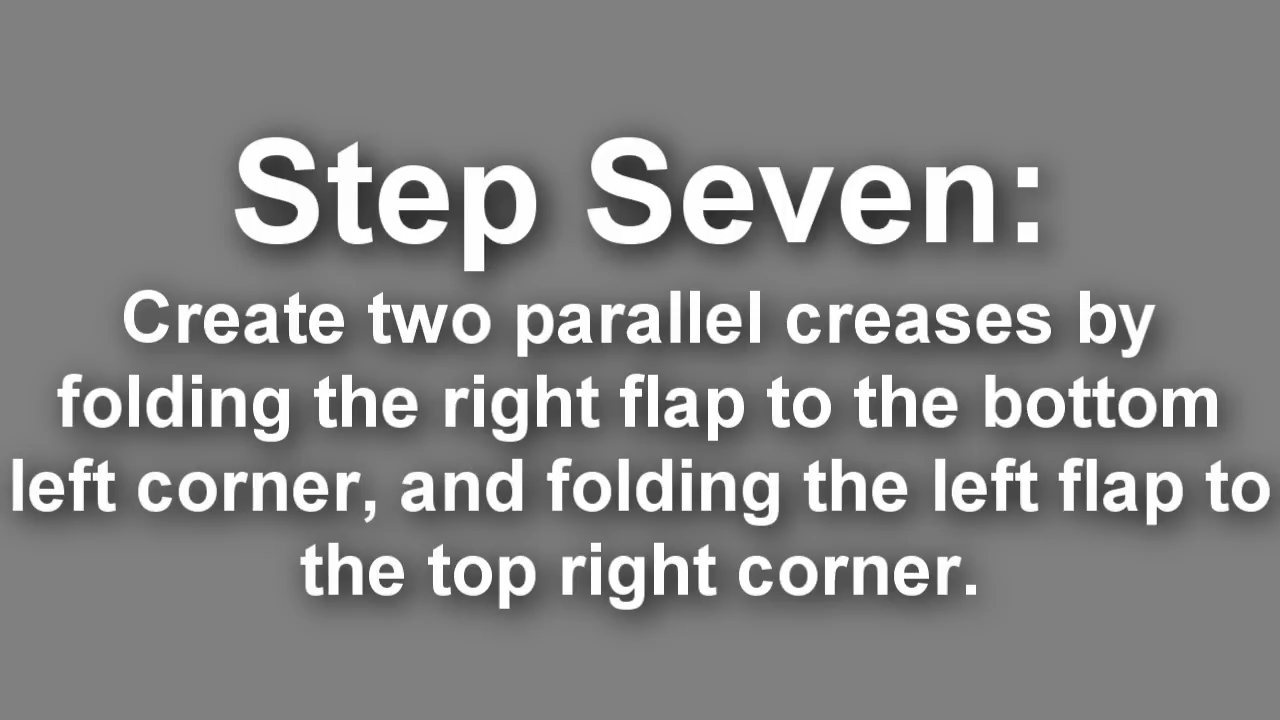 Step Seven:
Create two parallel creases by
folding the right flap to the bottom
left corner, and folding the left flap to
the top right corner.